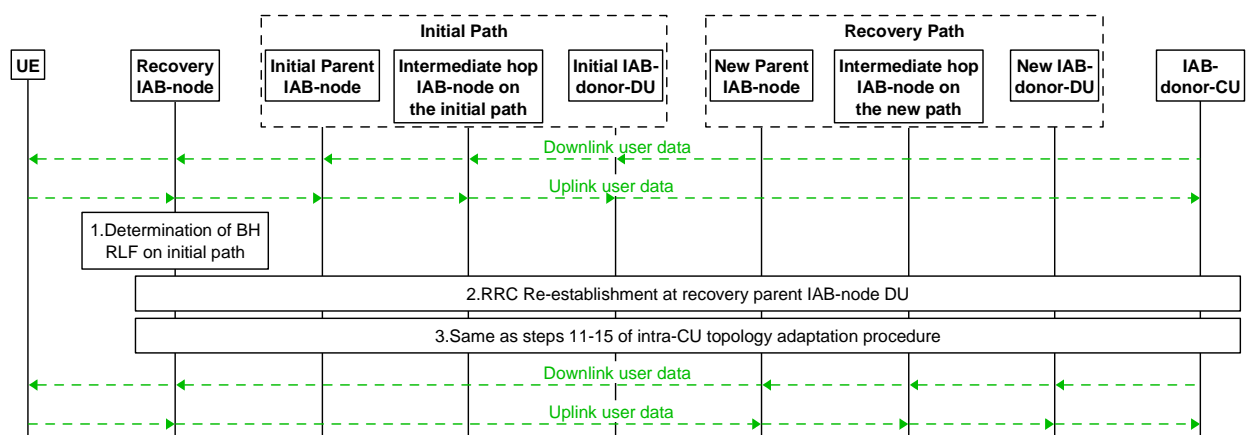 Initial Path
Recovery Path
UE
Recovery
IAB-node
Initial Parent
IAB-node
Intermediate hop
IAB-node on
the initial path
Initial IAB-
donor-DU
New Parent
IAB-node
Intermediate hop
IAB-node on
the new path
New IAB-
donor-DU
IAB-
donor-CU
Downlink user data
Uplink user data
1.Determination of BH
RLF on initial path
2.RRC Re-establishment at recovery parent IAB-node DU
3.Same as steps 11-15 of intra-CU topology adaptation procedure
Downlink user data
Uplink user data